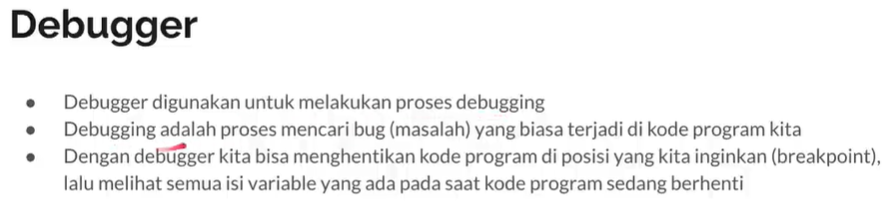 Debugger
● Debugger digunakan untuk melakukan proses debugging
● Debugging adalah proses mencari bug (masalah) yang biasa terjadi di kode program kita
● Dengan debugger kita bisa menghentikan kode program di posisi yang kita inginkan (breakpoint),
lalu melihat semua isi variable yang ada pada saat kode program sedang berhenti